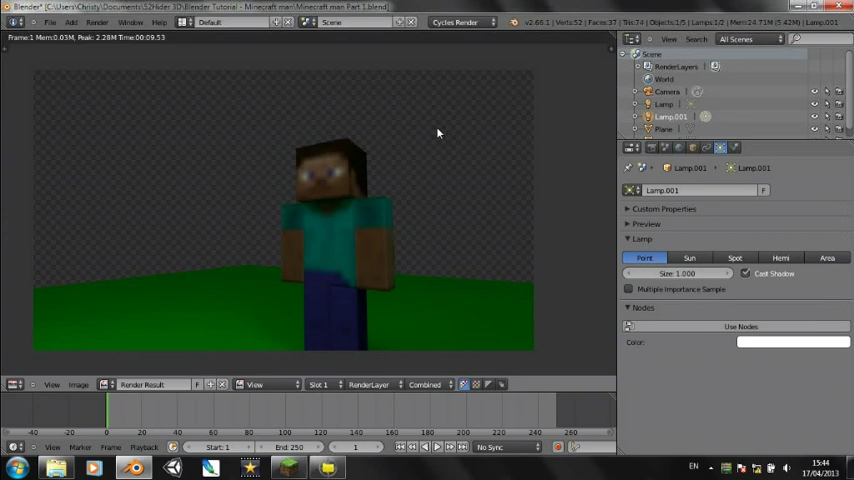 Blender* [C:\Users\Christy\Documents\52Hider 3D\Blender Tutorial - Minecraft man\Minecraft man Part 1.blend]
File Add Render Window Help Default Scene Cycles Render v2.66.1 | Verts:52 | Faces:37 | Tris:74 | Objects:1/5 | Lamps:1/2 | Mem:24.71M (5.42M) | Lamp.001
Frame:1 Mem:0.03M, Peak: 2.28M Time:00:09.53
View Search All Scenes
Scene
RenderLayers
World
Camera
Lamp
Lamp.001
Plane
Lamp.001 Lamp.001
Lamp.001 F
Custom Properties
Preview
Lamp
Point Sun Spot Hemi Area
Size: 1.000 Cast Shadow
Multiple Importance Sample
Nodes
Use Nodes
Color:
View Image Render Result F View Slot 1 RenderLayer Combined
-40 -20 0 20 40 60 80 100 120 140 160 180 200 220 240 260
View Marker Frame Playback Start: 1 End: 250 1 No Sync
EN 15:44
17/04/2013